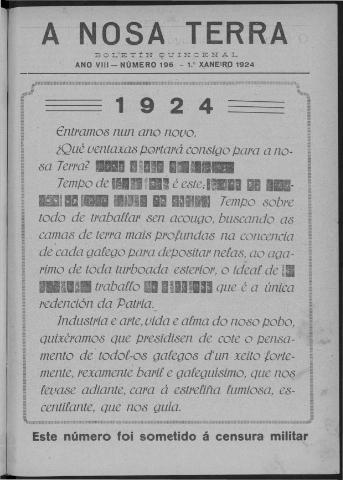 A NOSA TERRA
BOLETÍN QUINCENAL
ANO VIII — NÚMERO 196 - 1.º XANEIRO 1924
1924
Entramos nun ano novo.
¿Qué ventaxas portará consigo para a no-
sa Terra?
Tempo de é este:
Tempo sobre
todo de traballar sen acougo, buscando as
camas de terra mais profundas na concencia
de cada galego para depositar nelas, ao aga-
rimo de toda turboada esterior, o ideal de
traballo que é a única
redención da Patria.
Industria e arte, vida e alma do noso pobo,
quixéramos que presidisen de cote o pensa-
mento de todol-os galegos d'un xeito forte-
mente, rexamente baril e galeguisimo, que nos
levase adiante, cara á estreliña lumiosa, es-
centilante, que nos guia.
Este número foi sometido á censura militar